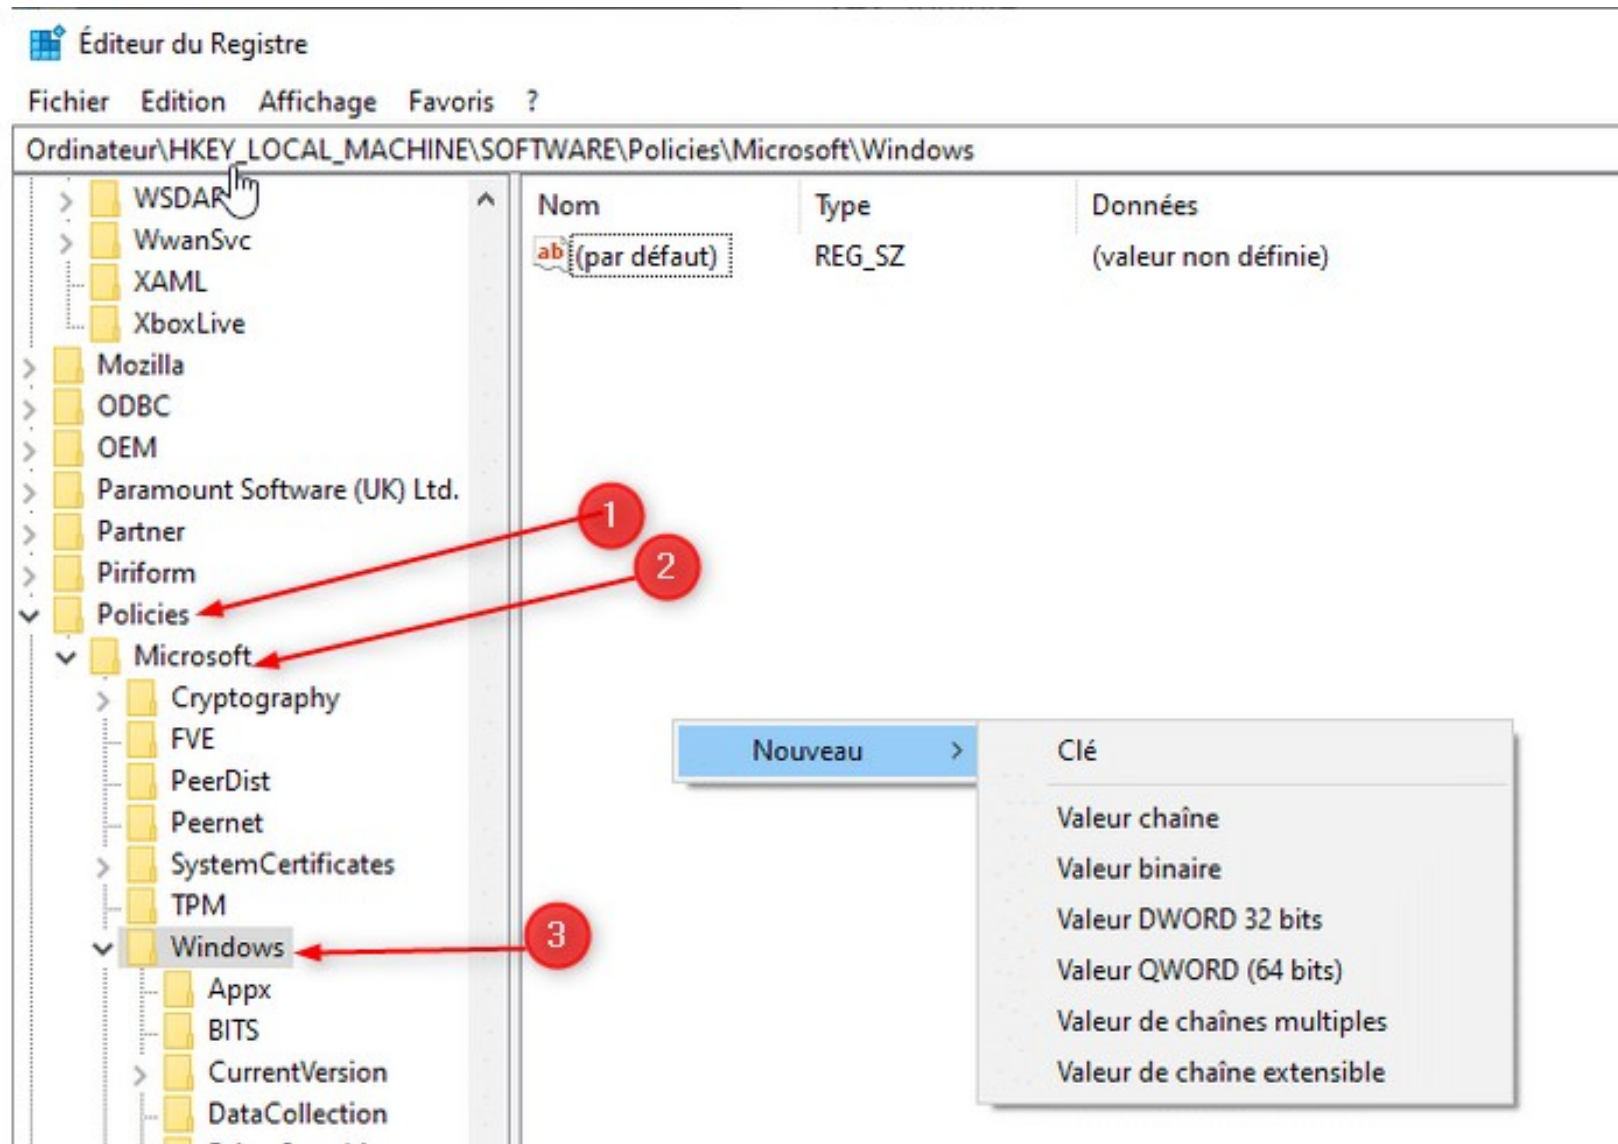 Éditeur du Registre
Fichier Edition Affichage Favoris ?
Ordinateur\HKEY_LOCAL_MACHINE\SOFTWARE\Policies\Microsoft\Windows
Nom Type Données
ab (par défaut) REG_SZ (valeur non définie)
WwanSvc
XAML
XboxLive
Mozilla
ODBC
OEM
Paramount Software (UK) Ltd.
Partner
Piriform
Policies
Microsoft
Cryptography
FVE
PeerDist
Peernet
SystemCertificates
TPM
Windows
Appx
BITS
CurrentVersion
DataCollection
1
2
3
Nouveau
Clé
Valeur chaîne
Valeur binaire
Valeur DWORD 32 bits
Valeur QWORD (64 bits)
Valeur de chaînes multiples
Valeur de chaîne extensible